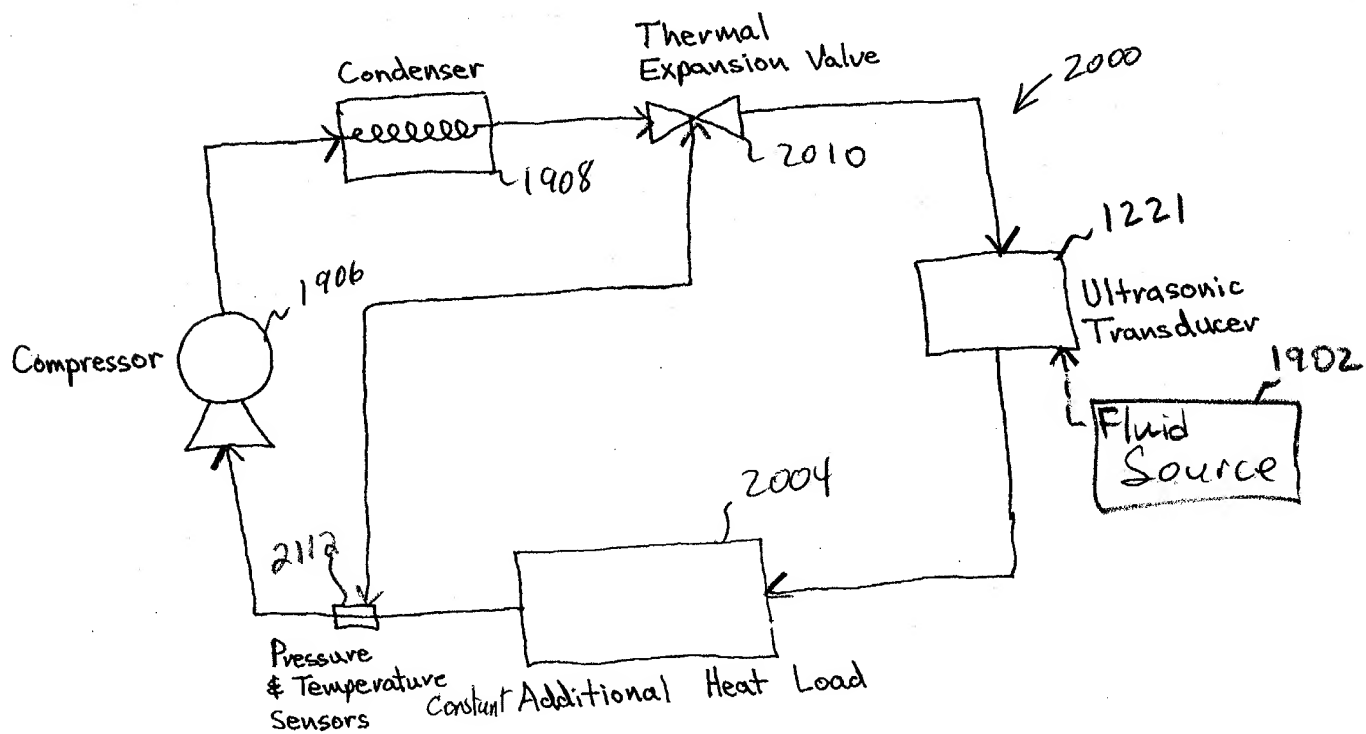 Thermal
Expansion Valve
2000
Condenser
2010
1908
1221
Ultrasonic
Transducer
1906
Compressor
1902
Fluid
Source
2004
2112
Pressure
& Temperature
Sensors
Constant Additional Heat Load